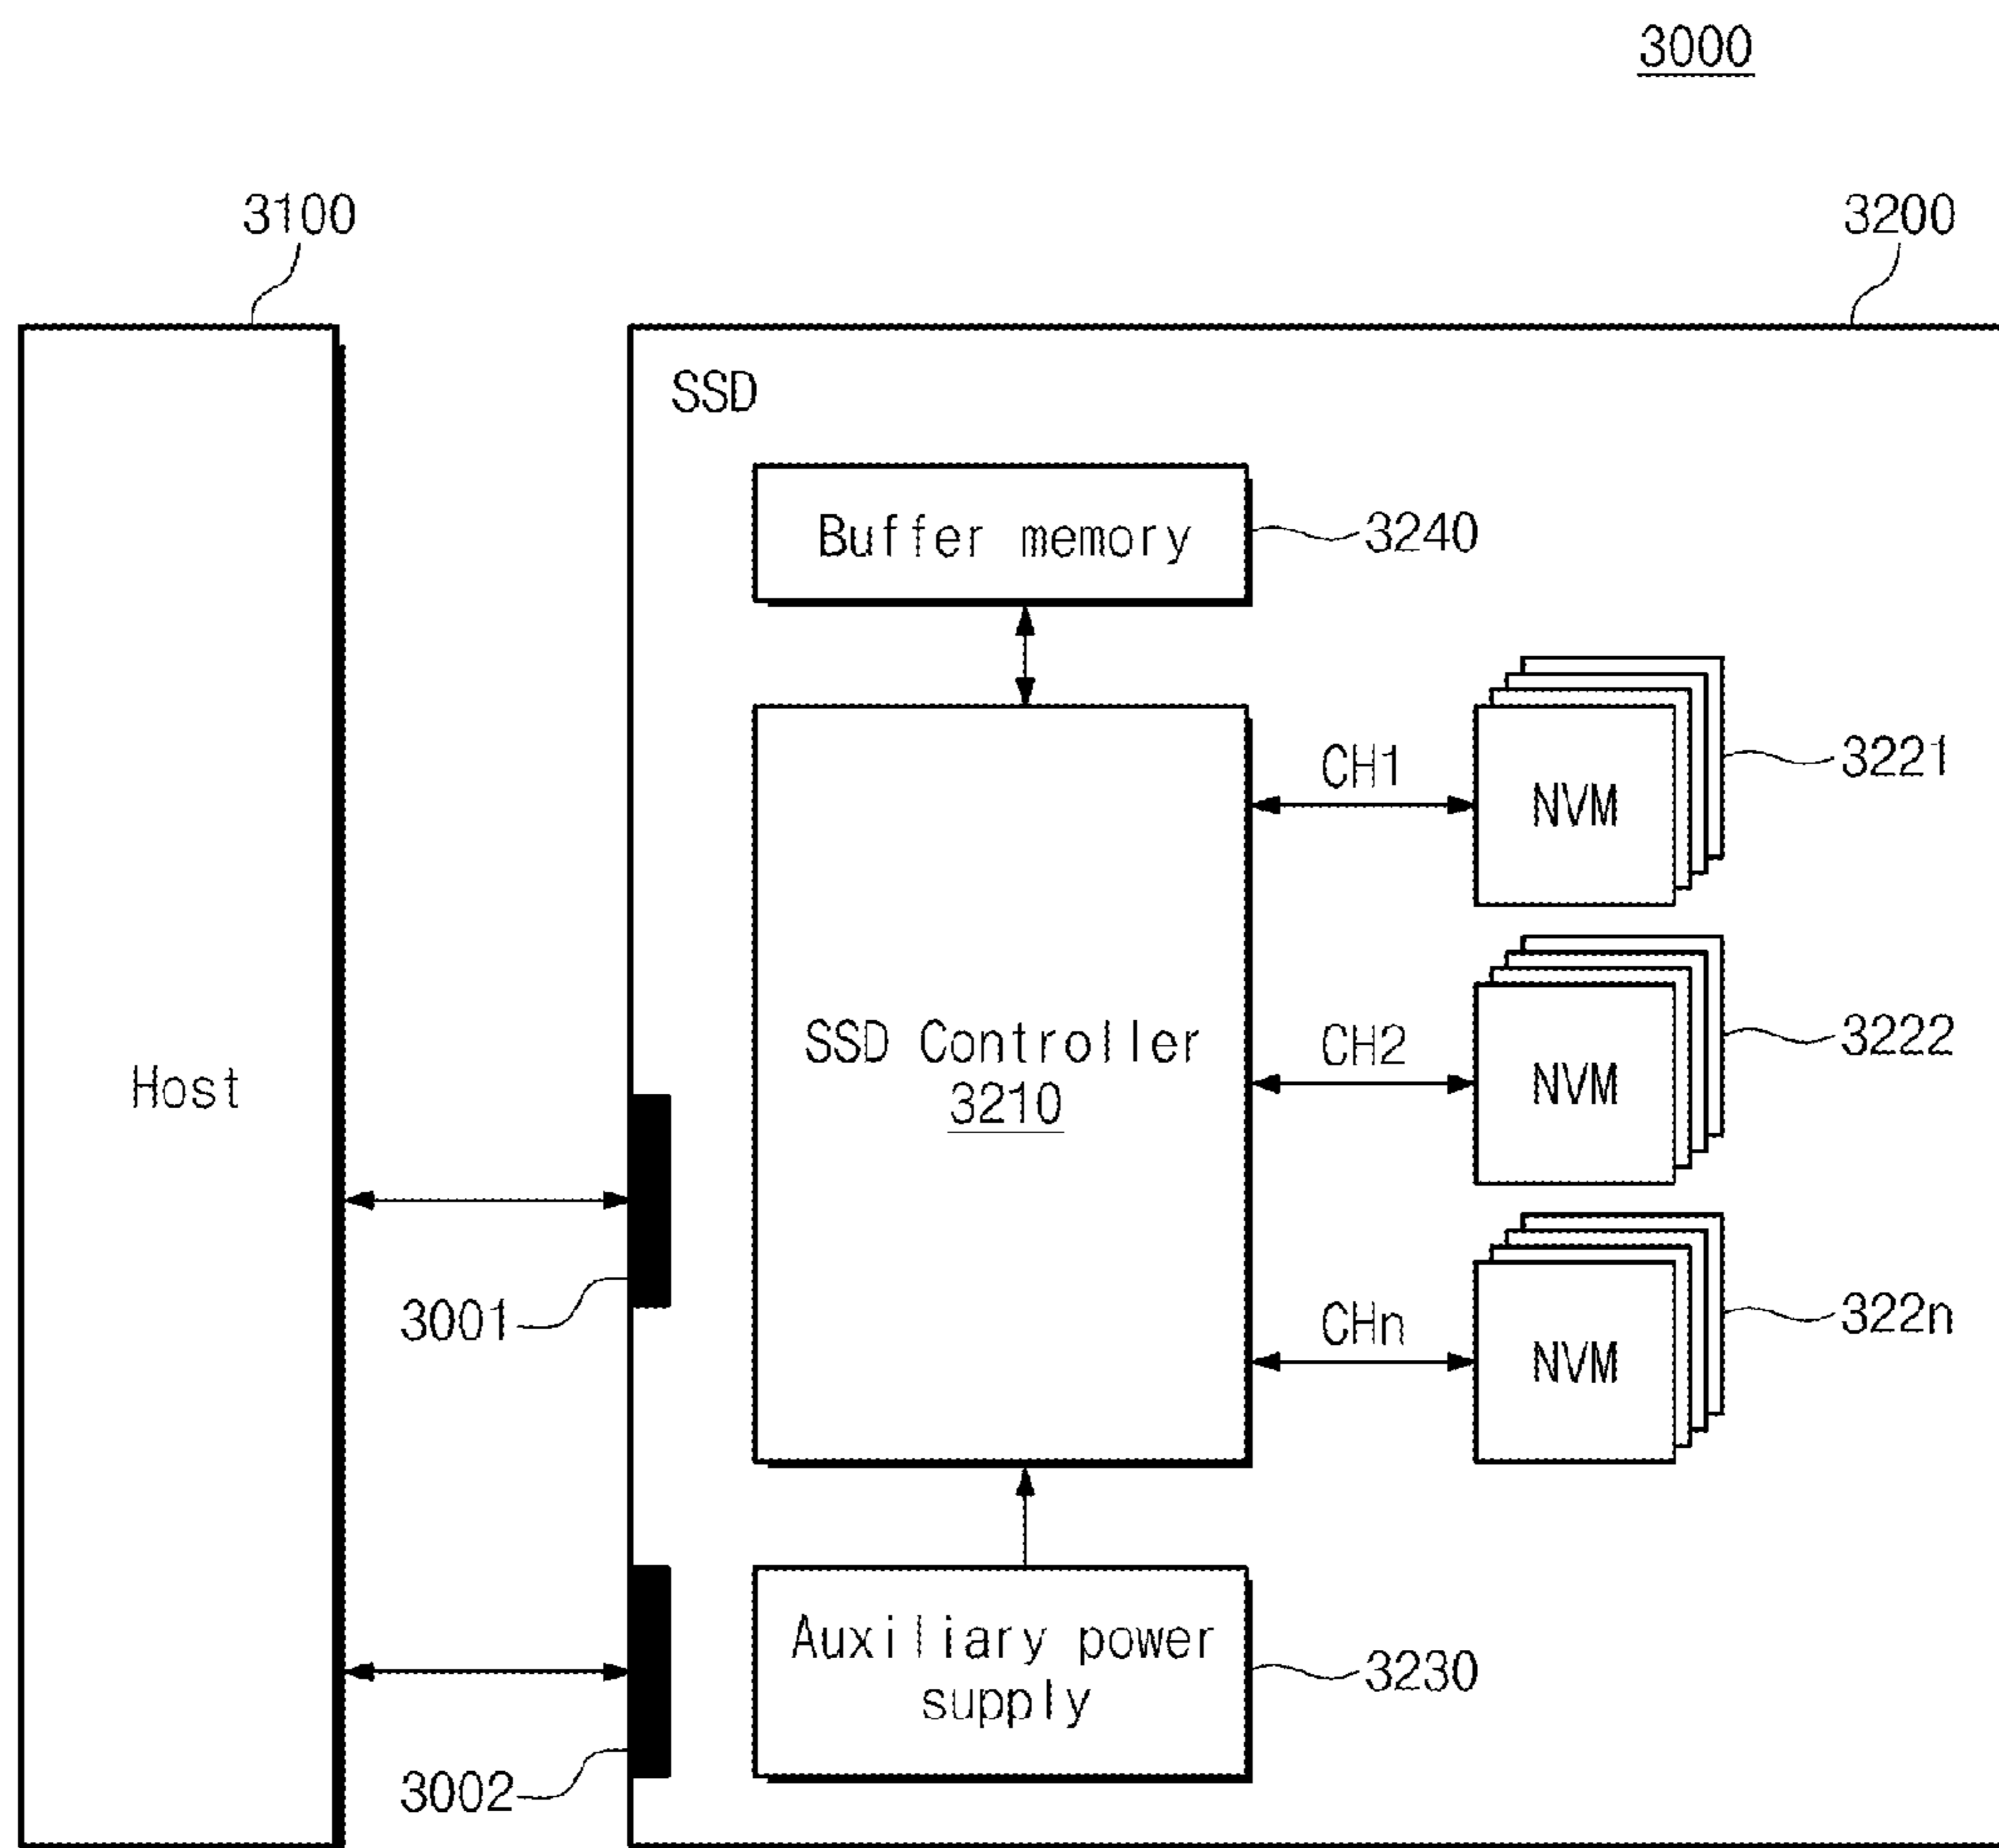 3000
3100
3200
SSD
Buffer memory
3240
CH1
NVM
3221
SSD Controller
3210
CH2
NVM
3222
Host
3001
CHn
NVM
322n
Auxiliary power
supply
3230
3002